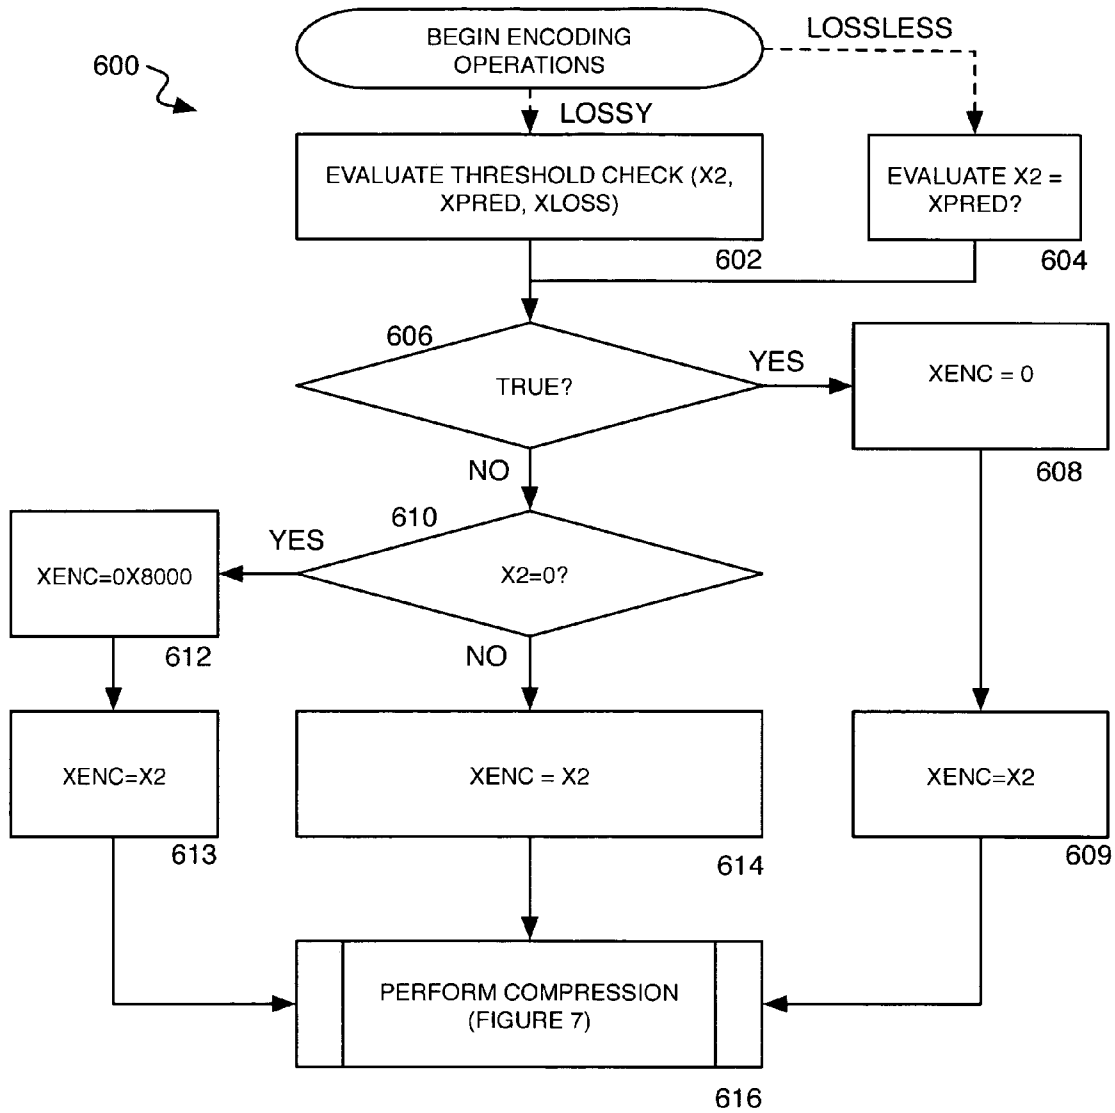 BEGIN ENCODING
OPERATIONS
LOSSLESS
600
LOSSY
EVALUATE THRESHOLD CHECK (X2,
XPRED, XLOSS)
602
EVALUATE X2 =
XPRED?
604
606
TRUE?
YES
XENC = 0
608
NO
610
X2=0?
YES
XENC=0X8000
612
NO
XENC=X2
613
XENC = X2
614
XENC=X2
609
PERFORM COMPRESSION
(FIGURE 7)
616